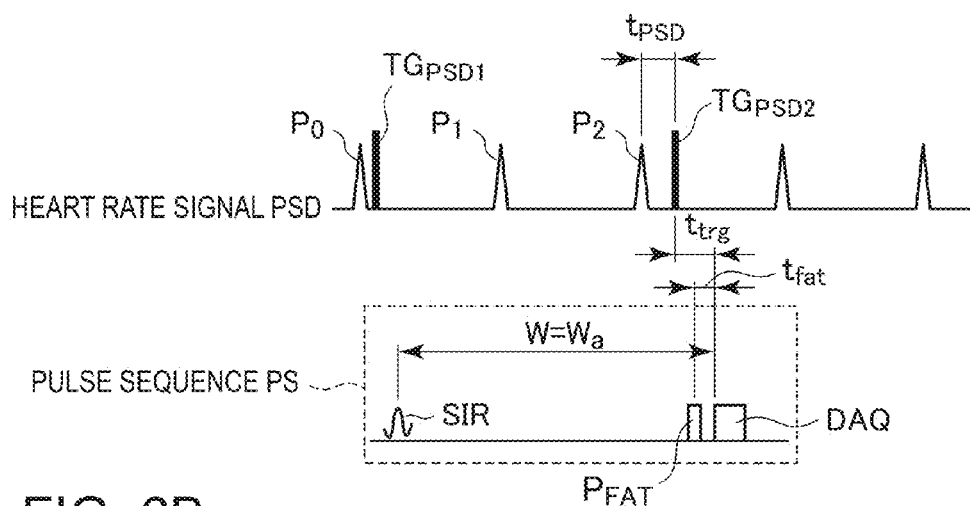 tPSD
TGPSD1
TGPSD2
P0
P1
P2
HEART RATE SIGNAL PSD
ttrg
tfat
W=Wa
PULSE SEQUENCE PS
SIR
DAQ
PFAT